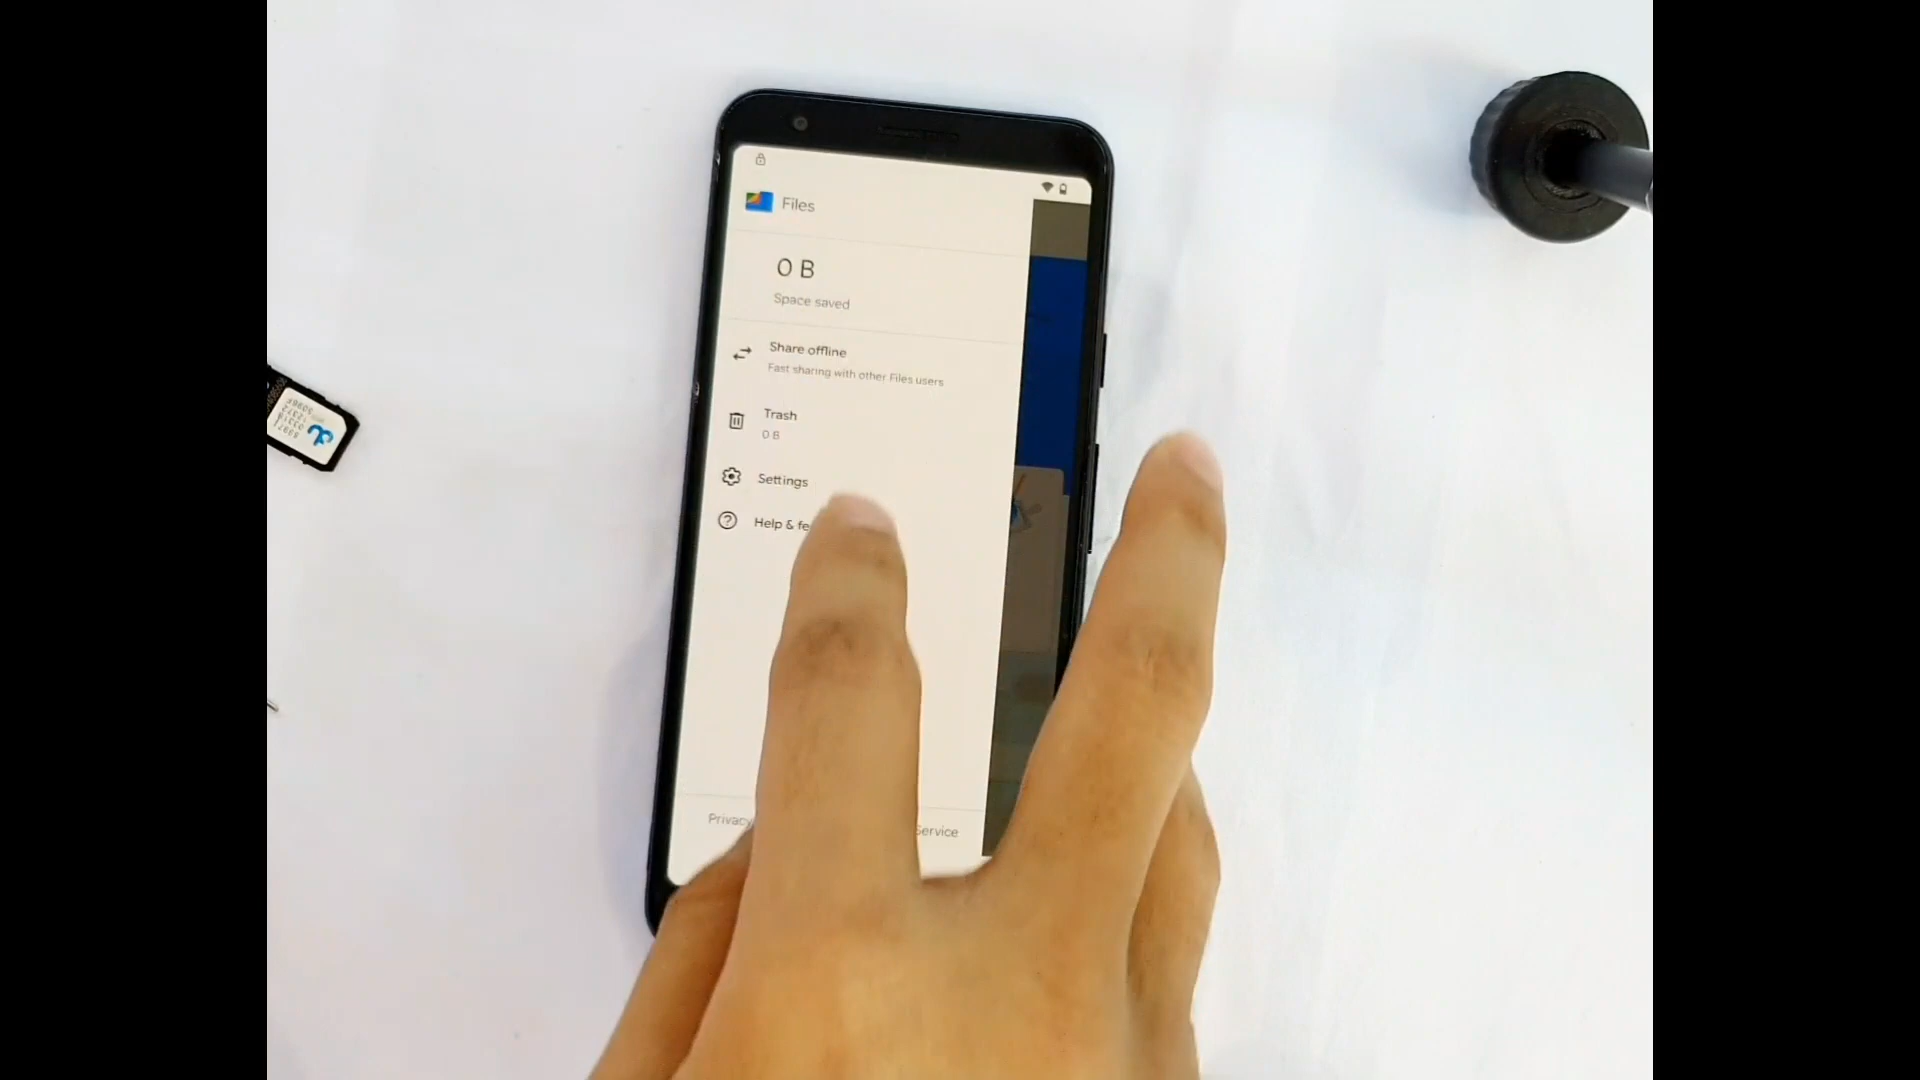 Files
0 B
Space saved
Share offline
Fast sharing with other Files users
Trash
0 B
Settings
Help & fe
Privacy
Service